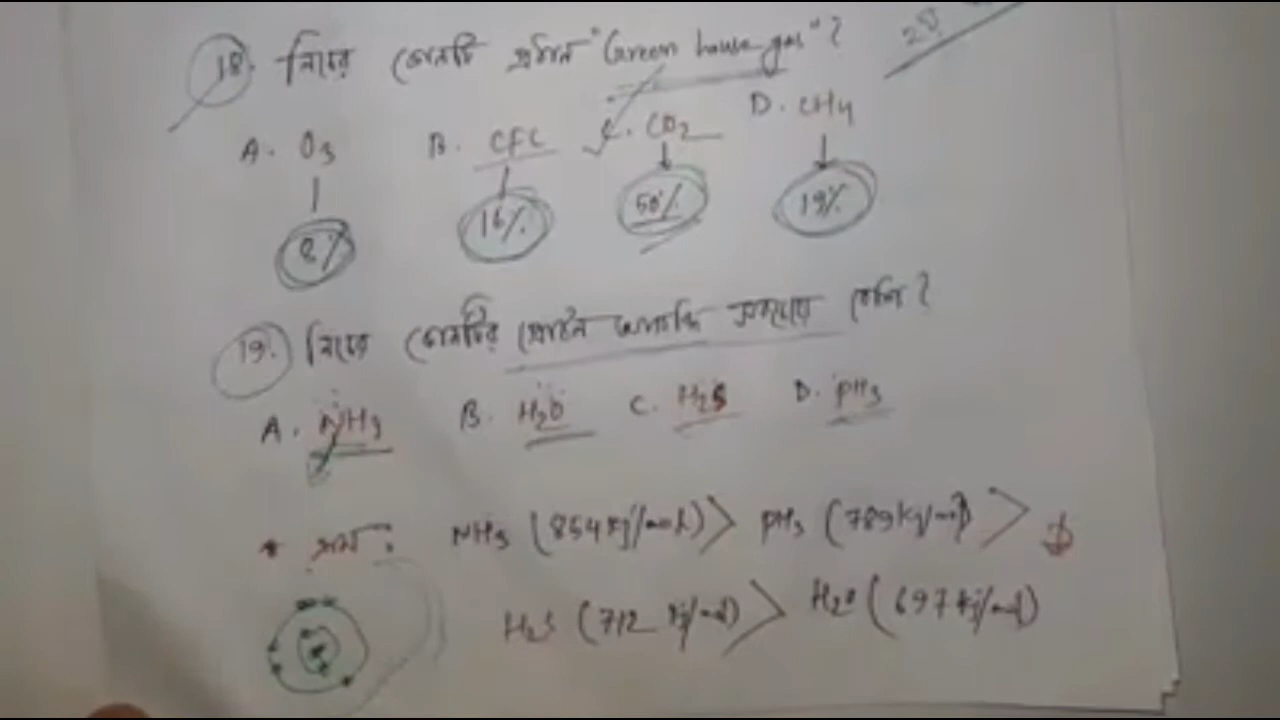 18. নিচের কোনটি প্রধান "Green house gas"?
A. O3 B. CFC C. CO2 D. CH4
8% 16% 50% 19%
19. নিচের কোনটির প্রোটন আসক্তি সবচেয়ে বেশি?
A. NH3 B. H2O C. H2S D. PH3
* NH3 (854 kj/mol) > PH3 (789 kj/mol) >
H2S (712 kj/mol) > H2O (697 kj/mol)